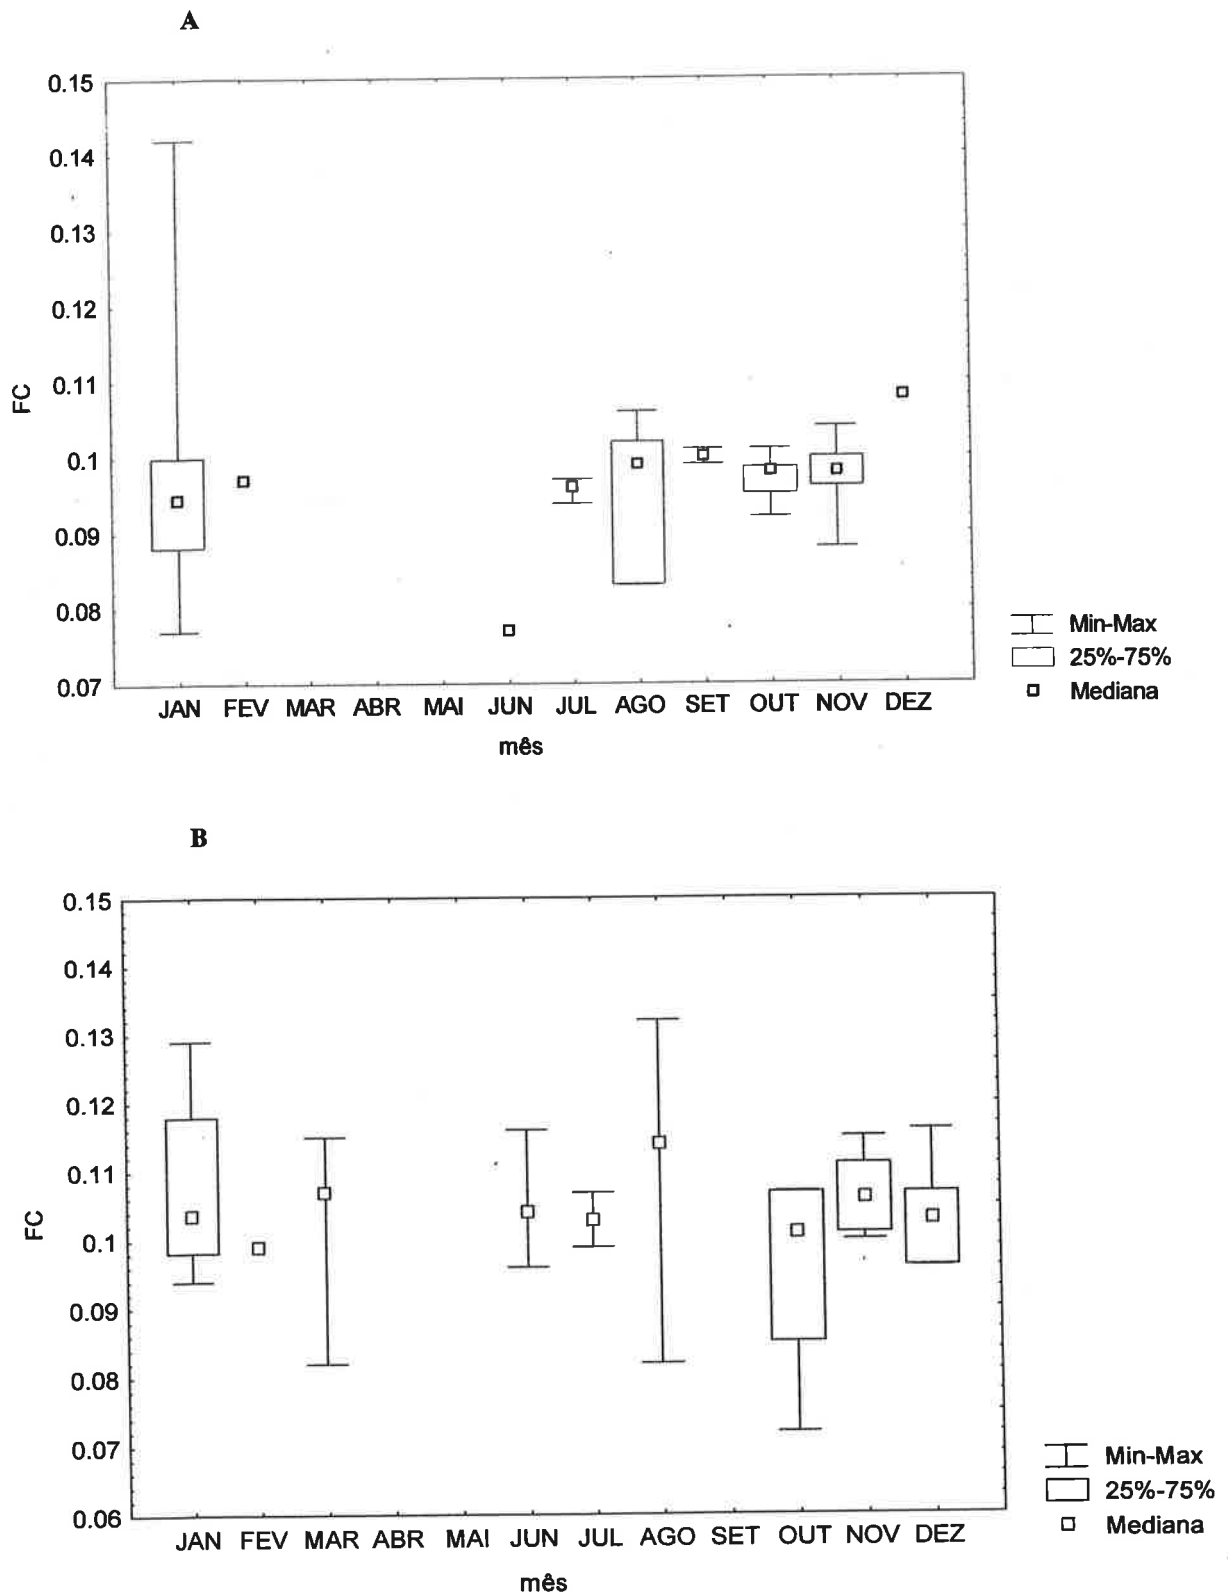 A
0.15
0.14
0.13
0.12
0.11
0.1
0.09
0.08
0.07
FC
JAN FEV MAR ABR MAI JUN JUL AGO SET OUT NOV DEZ
mês
Min-Max
25%-75%
Mediana
B
0.15
0.14
0.13
0.12
0.11
0.1
0.09
0.08
0.07
0.06
FC
JAN FEV MAR ABR MAI JUN JUL AGO SET OUT NOV DEZ
mês
Min-Max
25%-75%
Mediana